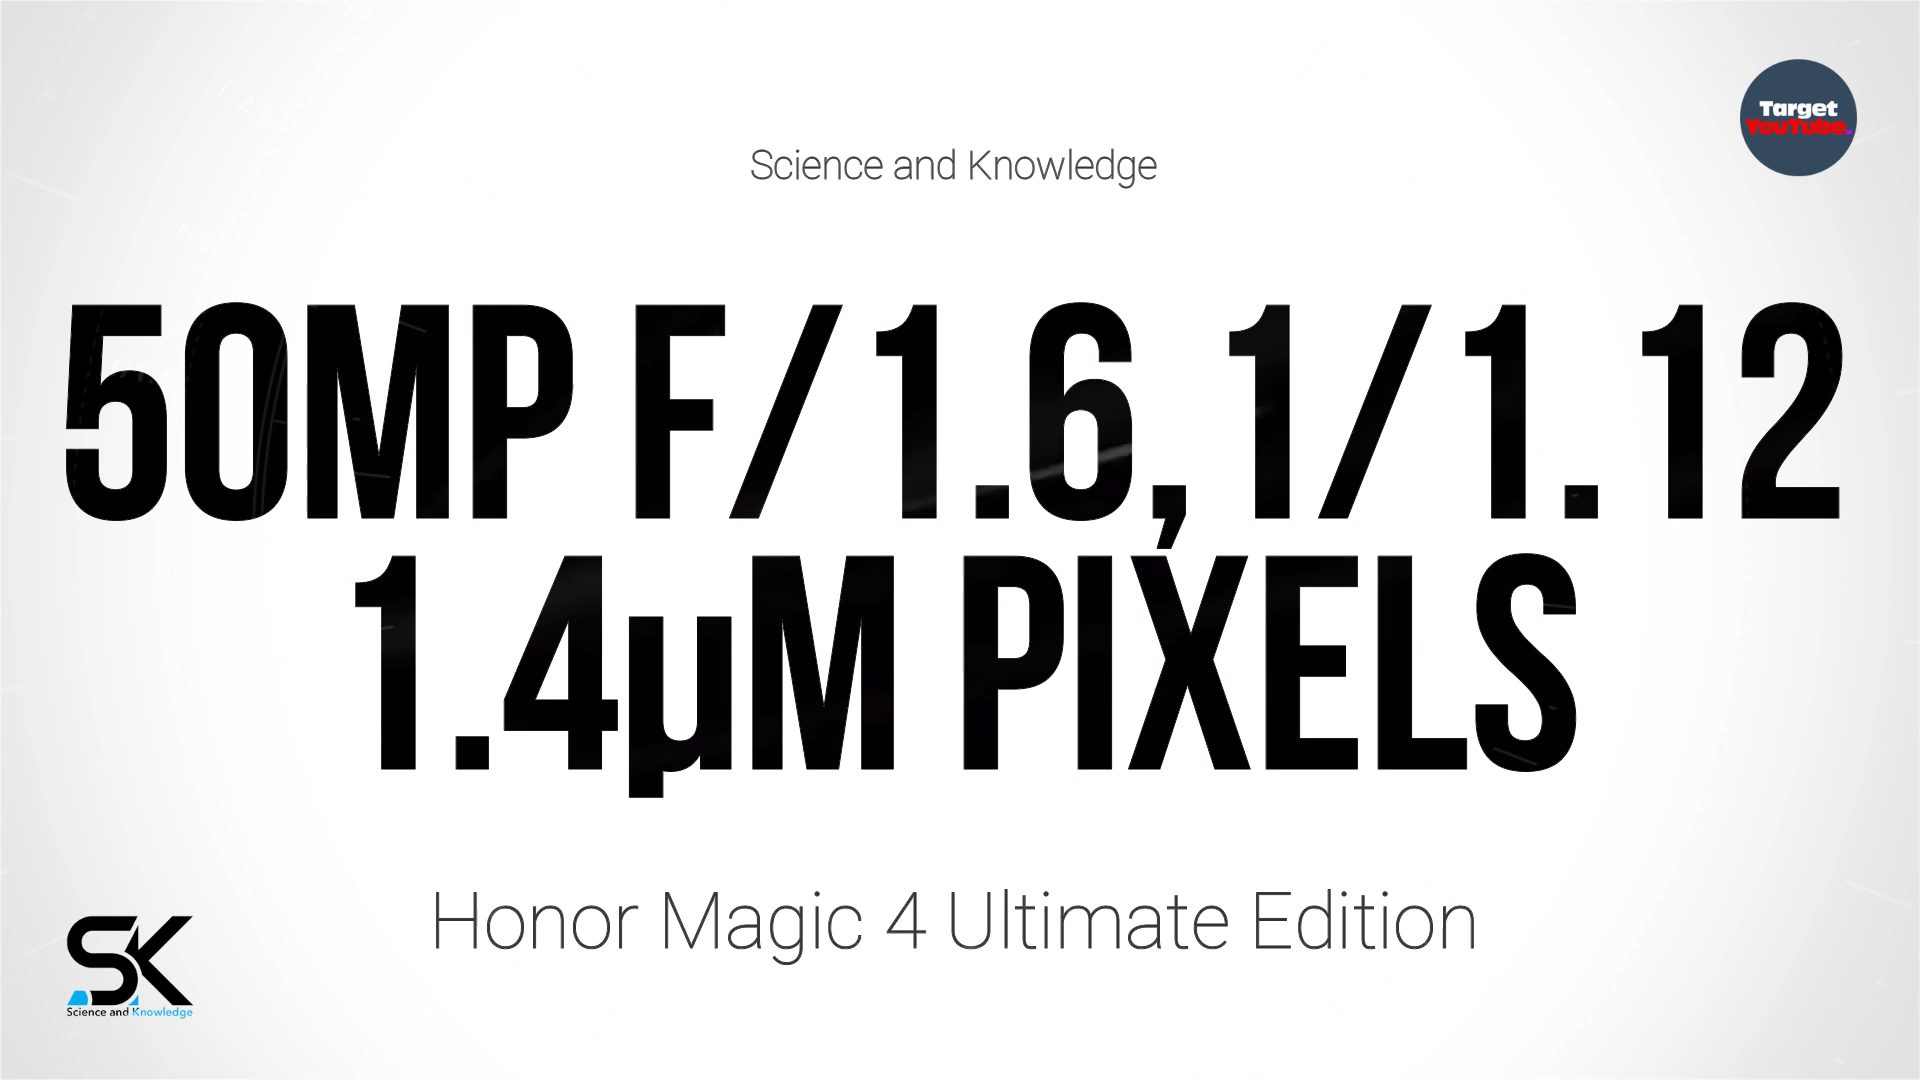 Target
YouTube.
Science and Knowledge
50MP F/1.6, 1/1.12
1.4µM PIXELS
Honor Magic 4 Ultimate Edition
SK
Science and Knowledge